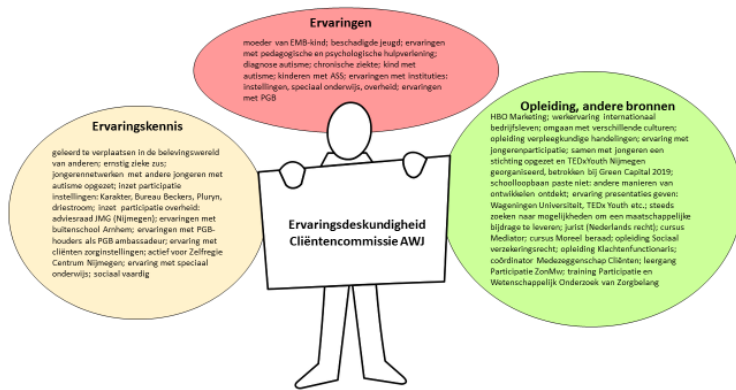 Ervaringen
moeder van EMB-kind; beschadigde jeugd; ervaringen
met pedagogische en psychologische hulpverlening;
diagnose autisme; chronische ziekte; kind met
autisme; kinderen met ASS; ervaringen met instituties:
instellingen, speciaal onderwijs, overheid; ervaringen
met PGB
Ervaringskennis
geleerd te verplaatsen in de belevingswereld
van anderen; ernstig zieke zus;
jongerennetwerken met andere jongeren met
autisme opgezet; inzet participatie
instellingen: Karakter, Bureau Beckers, Pluryn,
driestroom; inzet participatie overheid:
adviesraad JMG (Nijmegen); ervaringen met
buitenschool Arnhem; ervaringen met PGB-
houders als PGB ambassadeur; ervaring met
cliënten zorginstellingen; actief voor Zelfregie
Centrum Nijmegen; ervaring met speciaal
onderwijs; sociaal vaardig
Opleiding, andere bronnen
HBO Marketing; werkervaring internationaal
bedrijfsleven; omgaan met verschillende culturen;
opleiding verpleegkundige handelingen; ervaring met
jongerenparticipatie; samen met jongeren een
stichting opgezet en TEDxYouth Nijmegen
georganiseerd, betrokken bij Green Capital 2019;
schoolloopbaan paste niet: andere manieren van
ontwikkelen ontdekt; ervaring presentaties geven:
Wageningen Universiteit, TEDx Youth etc.; steeds
zoeken naar mogelijkheden om een maatschappelijke
bijdrage te leveren; jurist (Nederlands recht); cursus
Mediator; cursus Moreel beraad; opleiding Sociaal
verzekeringsrecht; opleiding Klachtenfunctionaris;
coördinator Medezeggenschap Cliënten; leergang
Participatie ZonMw; training Participatie en
Wetenschappelijk Onderzoek van Zorgbelang
Ervaringsdeskundigheid
Cliëntencommissie AWJ